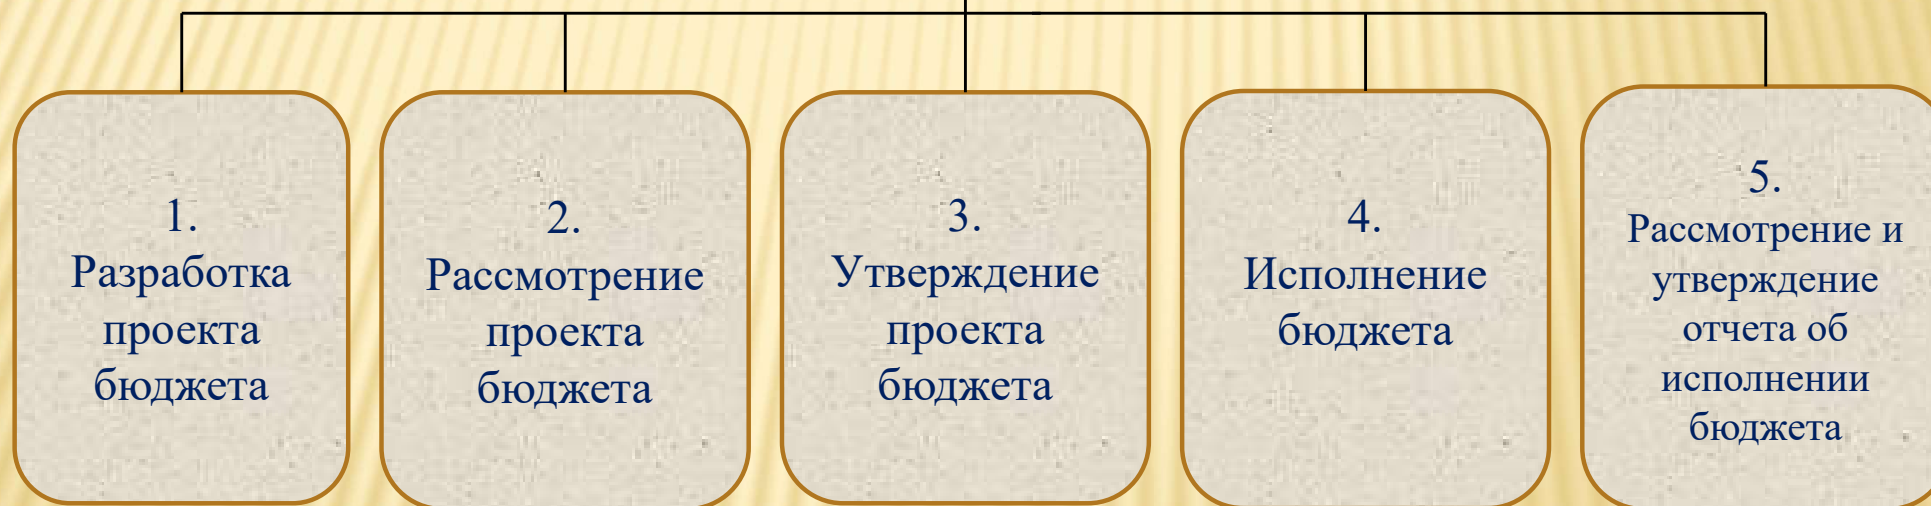 1.
Разработка
проекта
бюджета
2.
Рассмотрение
проекта
бюджета
3.
Утверждение
проекта
бюджета
4.
Исполнение
бюджета
5.
Рассмотрение и
утверждение
отчета об
исполнении
бюджета